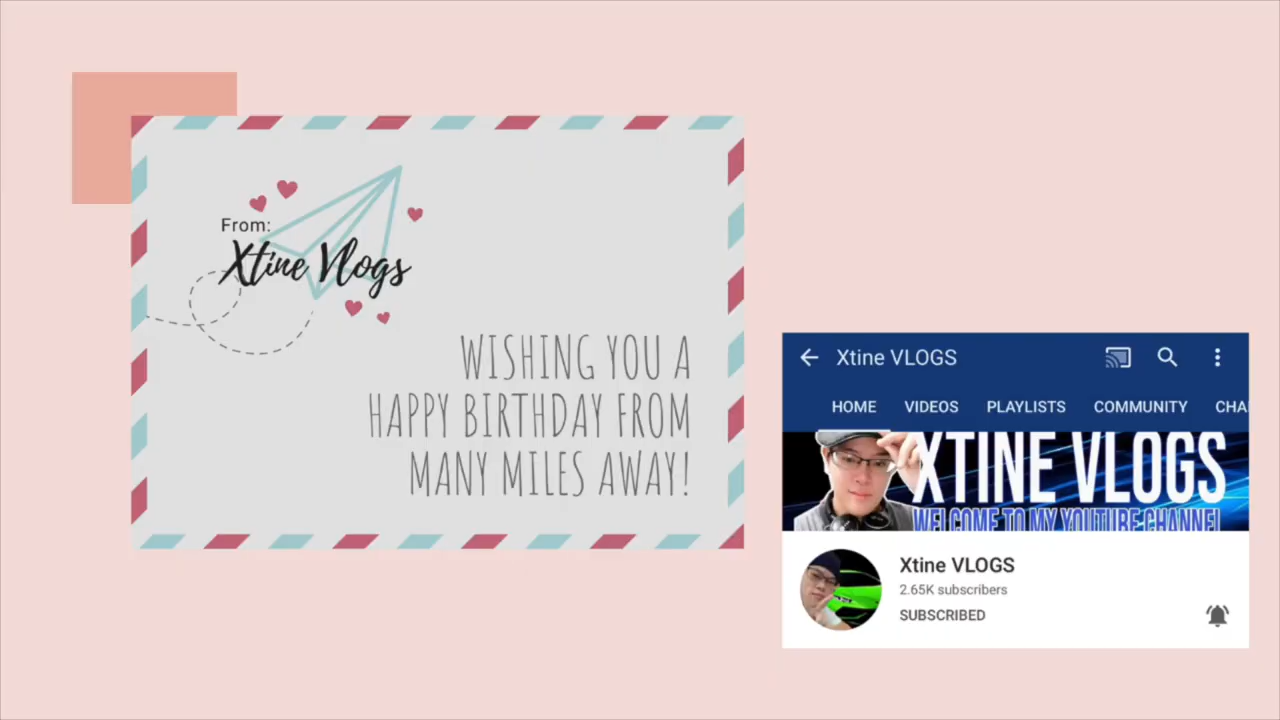 From:
Xtine Vlogs
WISHING YOU A
HAPPY BIRTHDAY FROM
MANY MILES AWAY!
Xtine VLOGS
HOME VIDEOS PLAYLISTS COMMUNITY CHA
XTINE VLOGS
WELCOME TO MY YOUTUBE CHANNEL
Xtine VLOGS
2.65K subscribers
SUBSCRIBED